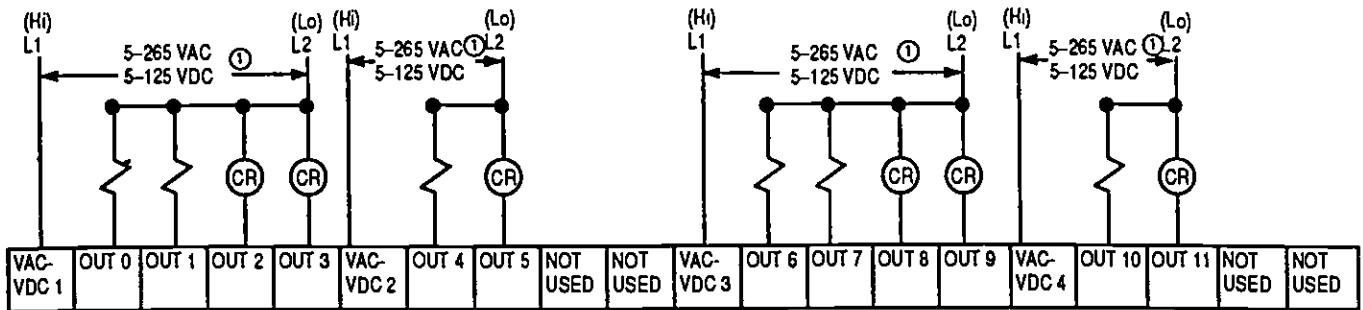 (Hi) L1
(Lo) L2
(Hi) L1
(Lo) L2
(Hi) L1
(Lo) L2
(Hi) L1
(Lo) L2
5–265 VAC ①
5–125 VDC
5–265 VAC ①
5–125 VDC
5–265 VAC ①
5–125 VDC
5–265 VAC ①
5–125 VDC
CR CR CR CR CR CR
VAC-VDC 1
OUT 0
OUT 1
OUT 2
OUT 3
VAC-VDC 2
OUT 4
OUT 5
NOT USED
NOT USED
VAC-VDC 3
OUT 6
OUT 7
OUT 8
OUT 9
VAC-VDC 4
OUT 10
OUT 11
NOT USED
NOT USED